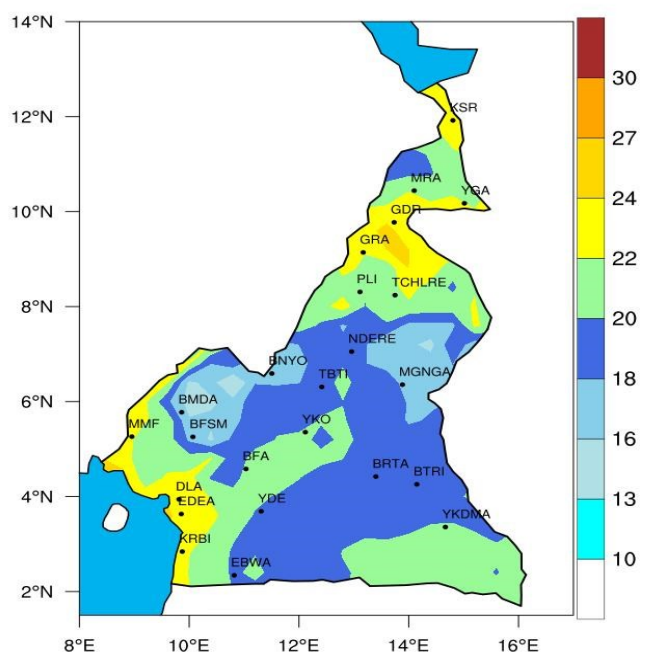 14°N
30
12°N
KSR
27
MRA
YGA
10°N
GDR
24
GRA
22
PLI
TCHLRE
8°N
20
NDERE
BNYO
TBTI
MGNGA
18
6°N
BMDA
MMF
BFSM
YKO
16
BFA
BRTA
BTRI
4°N
DLA
EDEA
YDE
YKDMA
13
KRBI
EBWA
10
2°N
8°E 10°E 12°E 14°E 16°E